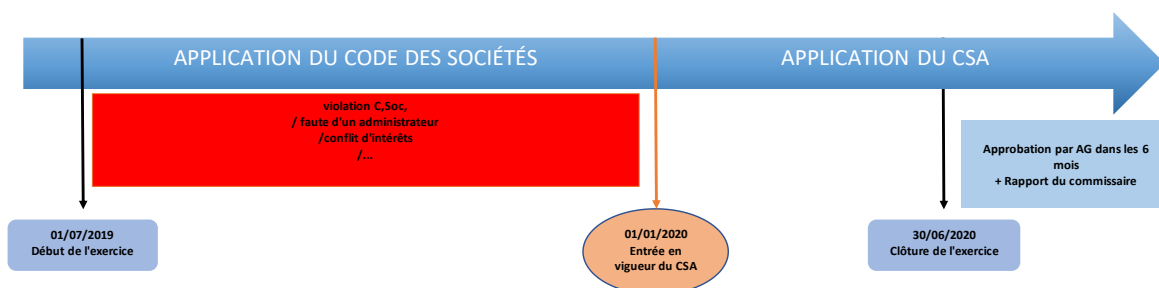 APPLICATION DU CODE DES SOCIÉTÉS
APPLICATION DU CSA
violation C,Soc,
/ faute d'un administrateur
/conflit d'intérêts
/...
Approbation par AG dans les 6
mois
+ Rapport du commissaire
01/07/2019
Début de l'exercice
01/01/2020
Entrée en
vigueur du CSA
30/06/2020
Clôture de l'exercice